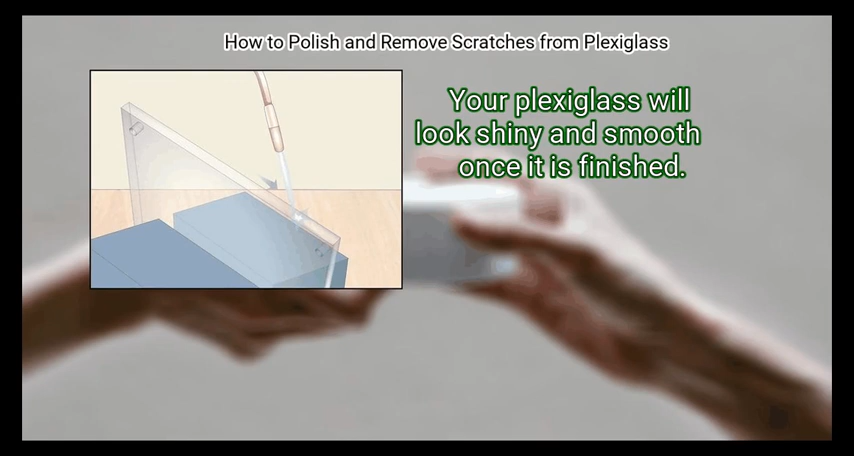 How to Polish and Remove Scratches from Plexiglass
Your plexiglass will
look shiny and smooth
once it is finished.